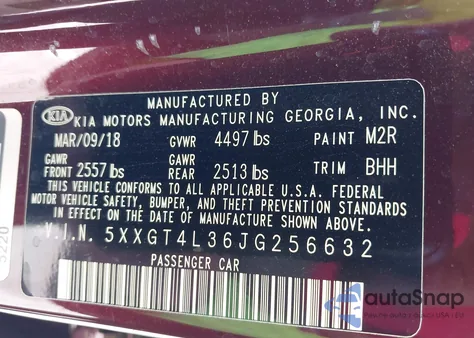 MANUFACTURED BY
KIA KIA MOTORS MANUFACTURING GEORGIA, INC.
MAR/09/18 GVWR 4497 lbs PAINT M2R
GAWR FRONT 2557 lbs GAWR REAR 2513 lbs TRIM BHH
THIS VEHICLE CONFORMS TO ALL APPLICABLE U.S.A. FEDERAL
MOTOR VEHICLE SAFETY, BUMPER, AND THEFT PREVENTION STANDARDS
IN EFFECT ON THE DATE OF MANUFACTURE SHOWN ABOVE.
V.I.N. 5XXGT4L36JG256632
PASSENGER CAR
5220
autoSnap